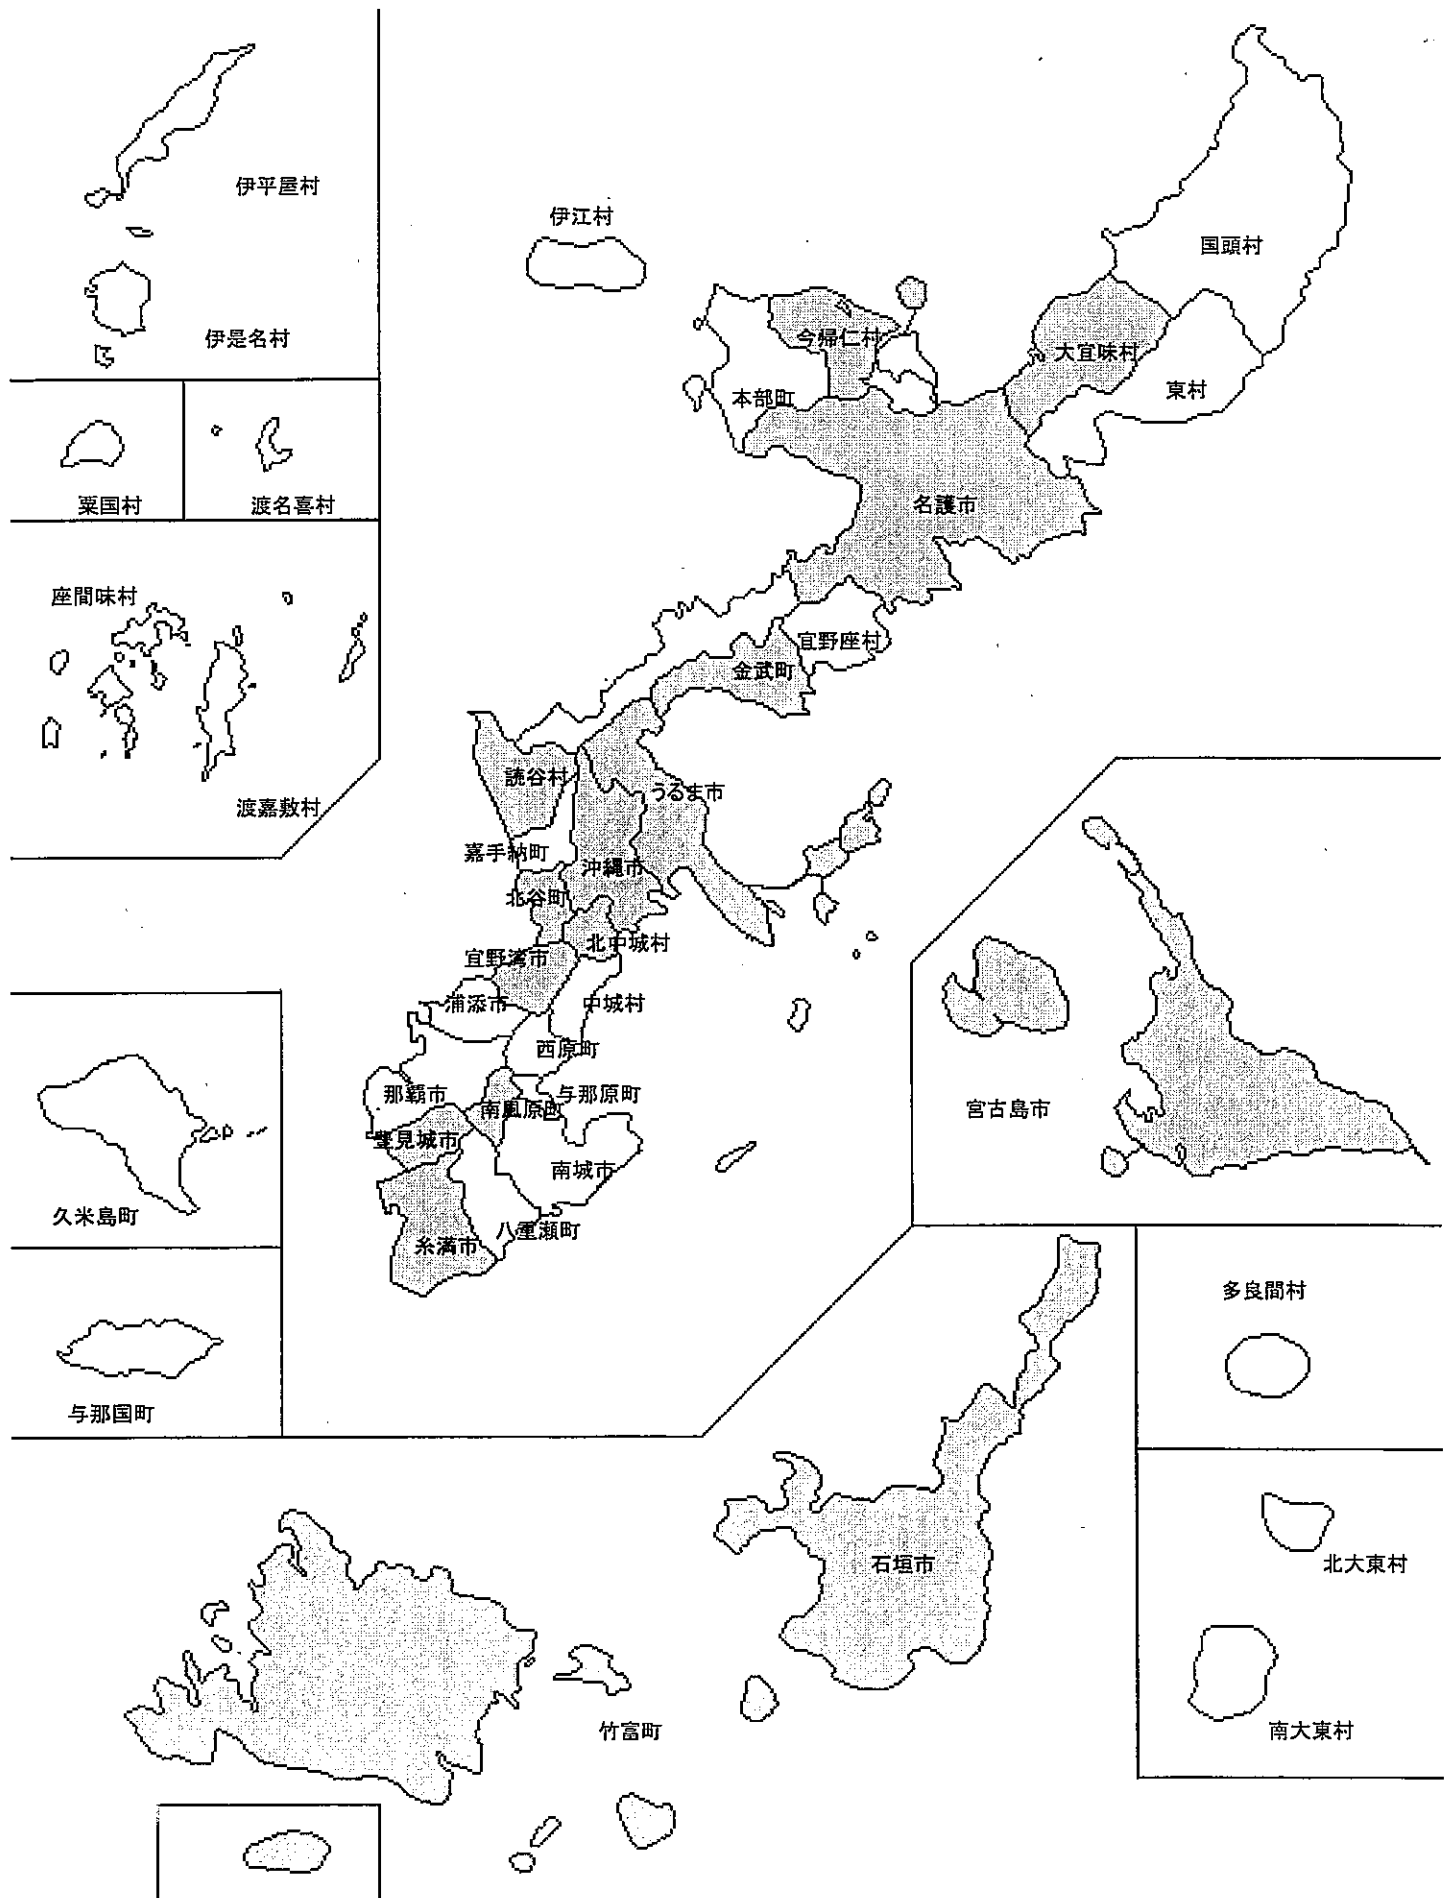 伊平屋村
伊江村
国頭村
伊是名村
今帰仁村
大宜味村
東村
本部町
粟国村
渡名喜村
名護市
座間味村
宜野座村
金武町
読谷村
うるま市
渡嘉敷村
嘉手納町
沖縄市
北谷町
北中城村
宜野湾市
浦添市
中城村
西原町
那覇市
与那原町
南風原町
宮古島市
豊見城市
南城市
久米島町
八重瀬町
糸満市
多良間村
与那国町
石垣市
北大東村
竹富町
南大東村